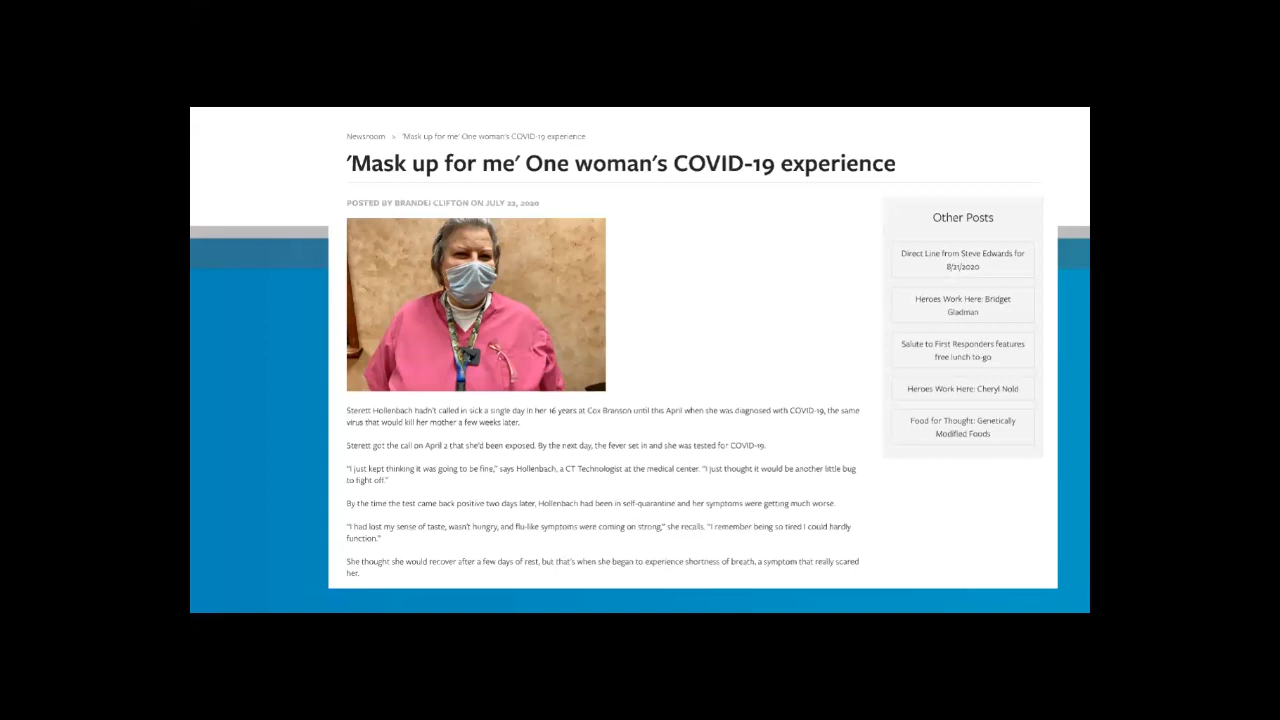 Newsroom > 'Mask up for me' One woman's COVID-19 experience
'Mask up for me' One woman's COVID-19 experience
POSTED BY BRANDEI CLIFTON ON JULY 22, 2020
Sterett Hollenbach hadn't called in sick a single day in her 16 years at Cox Branson until this April when she was diagnosed with COVID-19, the same
virus that would kill her mother a few weeks later.
Sterett got the call on April 2 that she'd been exposed. By the next day, the fever set in and she was tested for COVID-19.
"I just kept thinking it was going to be fine," says Hollenbach, a CT Technologist at the medical center. "I just thought it would be another little bug
to fight off."
By the time the test came back positive two days later, Hollenbach had been in self-quarantine and her symptoms were getting much worse.
"I had lost my sense of taste, wasn't hungry, and flu-like symptoms were coming on strong," she recalls. "I remember being so tired I could hardly
function."
She thought she would recover after a few days of rest, but that's when she began to experience shortness of breath, a symptom that really scared
her.
Other Posts
Direct Line from Steve Edwards for
8/21/2020
Heroes Work Here: Bridget
Gladman
Salute to First Responders features
free lunch to-go
Heroes Work Here: Cheryl Nold
Food for Thought: Genetically
Modified Foods